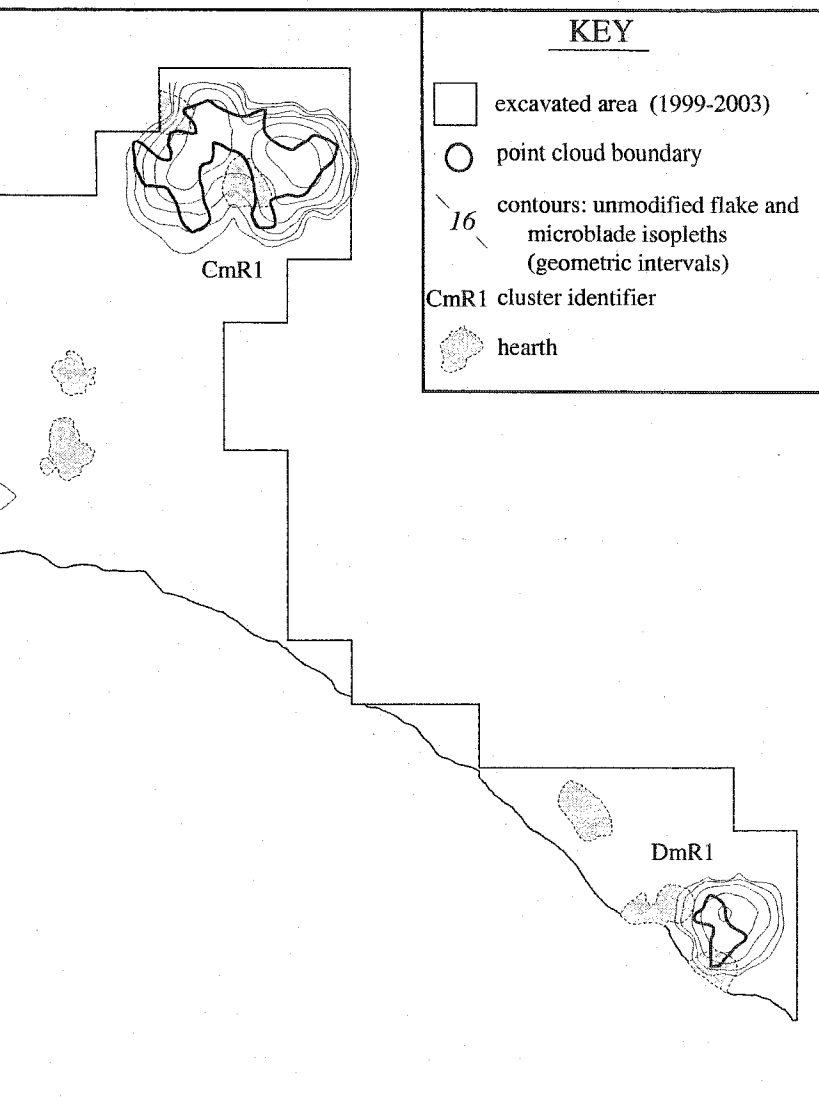 KEY
excavated area (1999-2003)
point cloud boundary
16 contours: unmodified flake and
microblade isopleths
(geometric intervals)
CmR1 cluster identifier
hearth
CmR1
DmR1